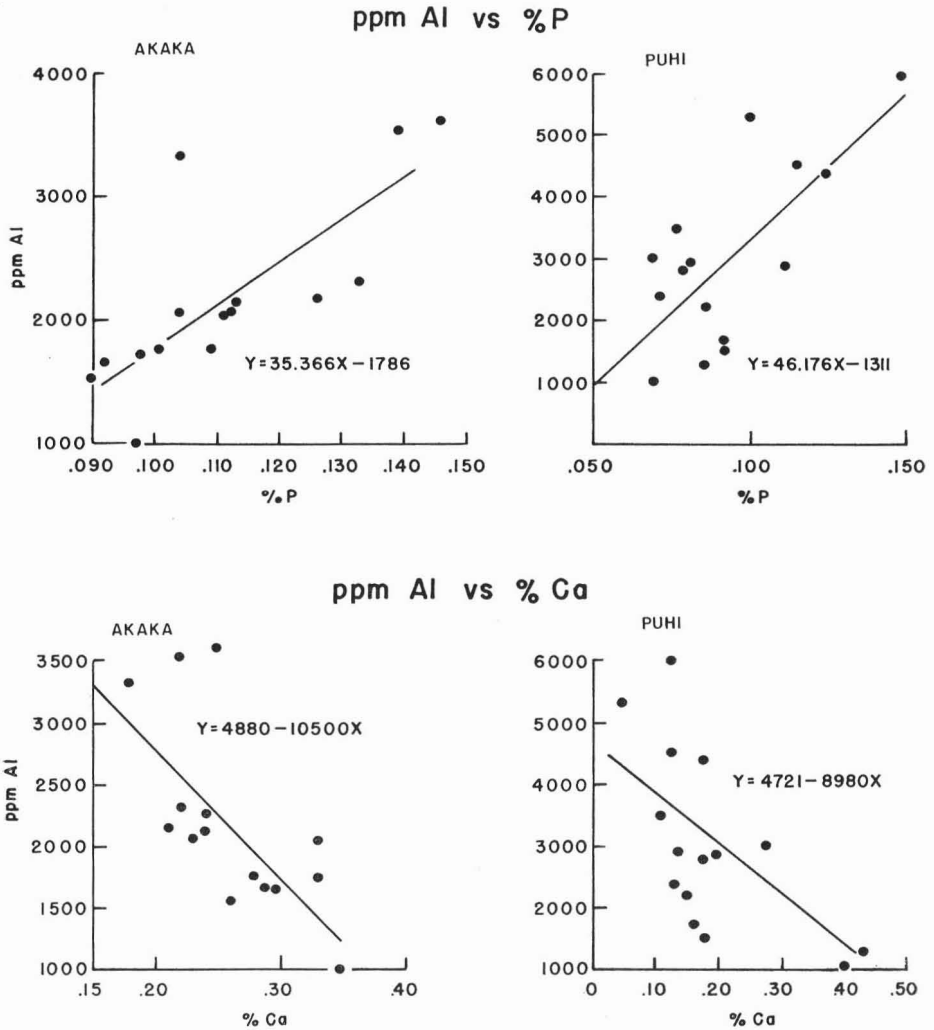 ppm Al vs %P
AKAKA
PUHI
4000
3000
2000
1000
ppm Al
Y=35.366X-1786
.090 .100 .110 .120 .130 .140 .150
%P
6000
5000
4000
3000
2000
1000
Y=46.176X-1311
.050 .100 .150
%P
ppm Al vs % Ca
AKAKA
PUHI
3500
3000
2500
2000
1500
1000
ppm Al
Y=4880-10500X
.15 .20 .30 .40
% Ca
6000
5000
4000
3000
2000
1000
Y=4721-8980X
0 .10 .20 .30 .40 .50
% Ca